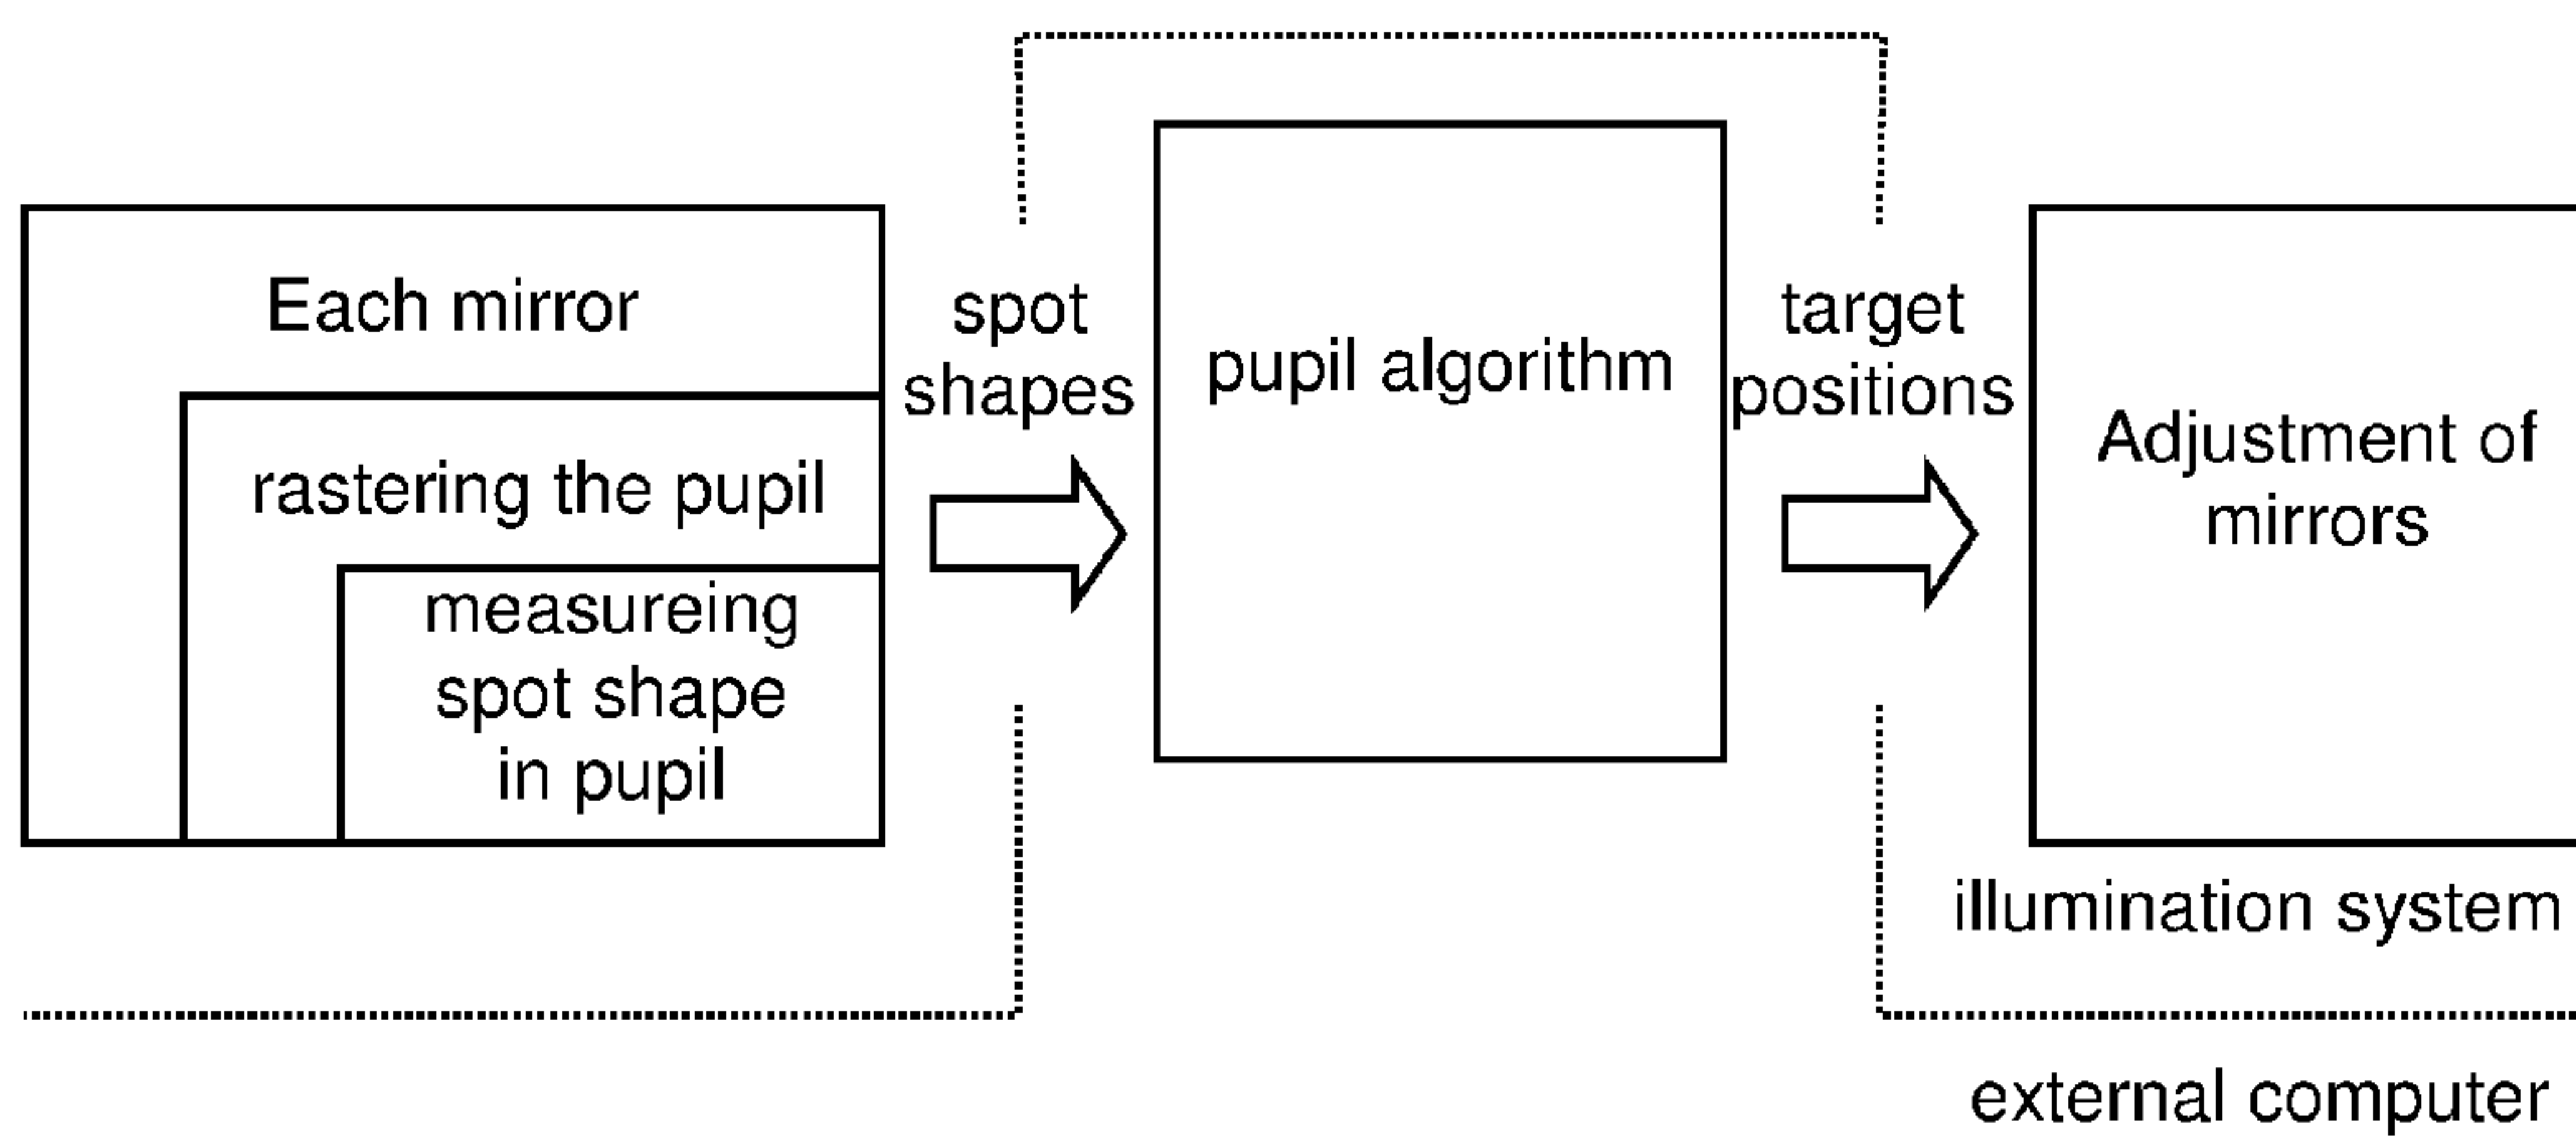 Each mirror
rastering the pupil
measureing
spot shape
in pupil
spot
shapes
pupil algorithm
target
positions
Adjustment of
mirrors
illumination system
external computer